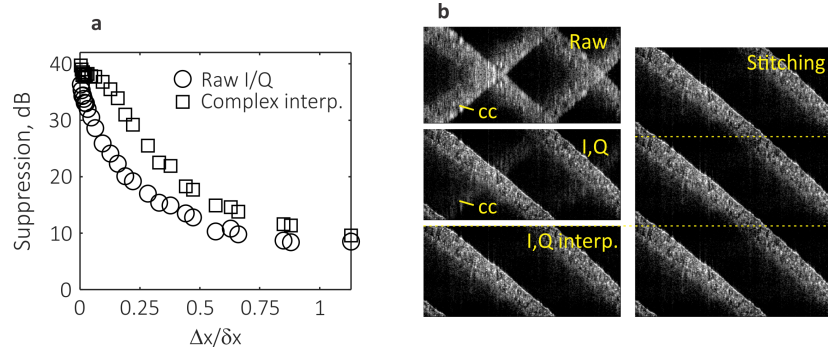 a
40
30
20
10
0
Suppression, dB
Raw I/Q
Complex interp.
0
0.25
0.5
0.75
1
Δx/δx
b
Raw
cc
I,Q
cc
I,Q interp.
Stitching